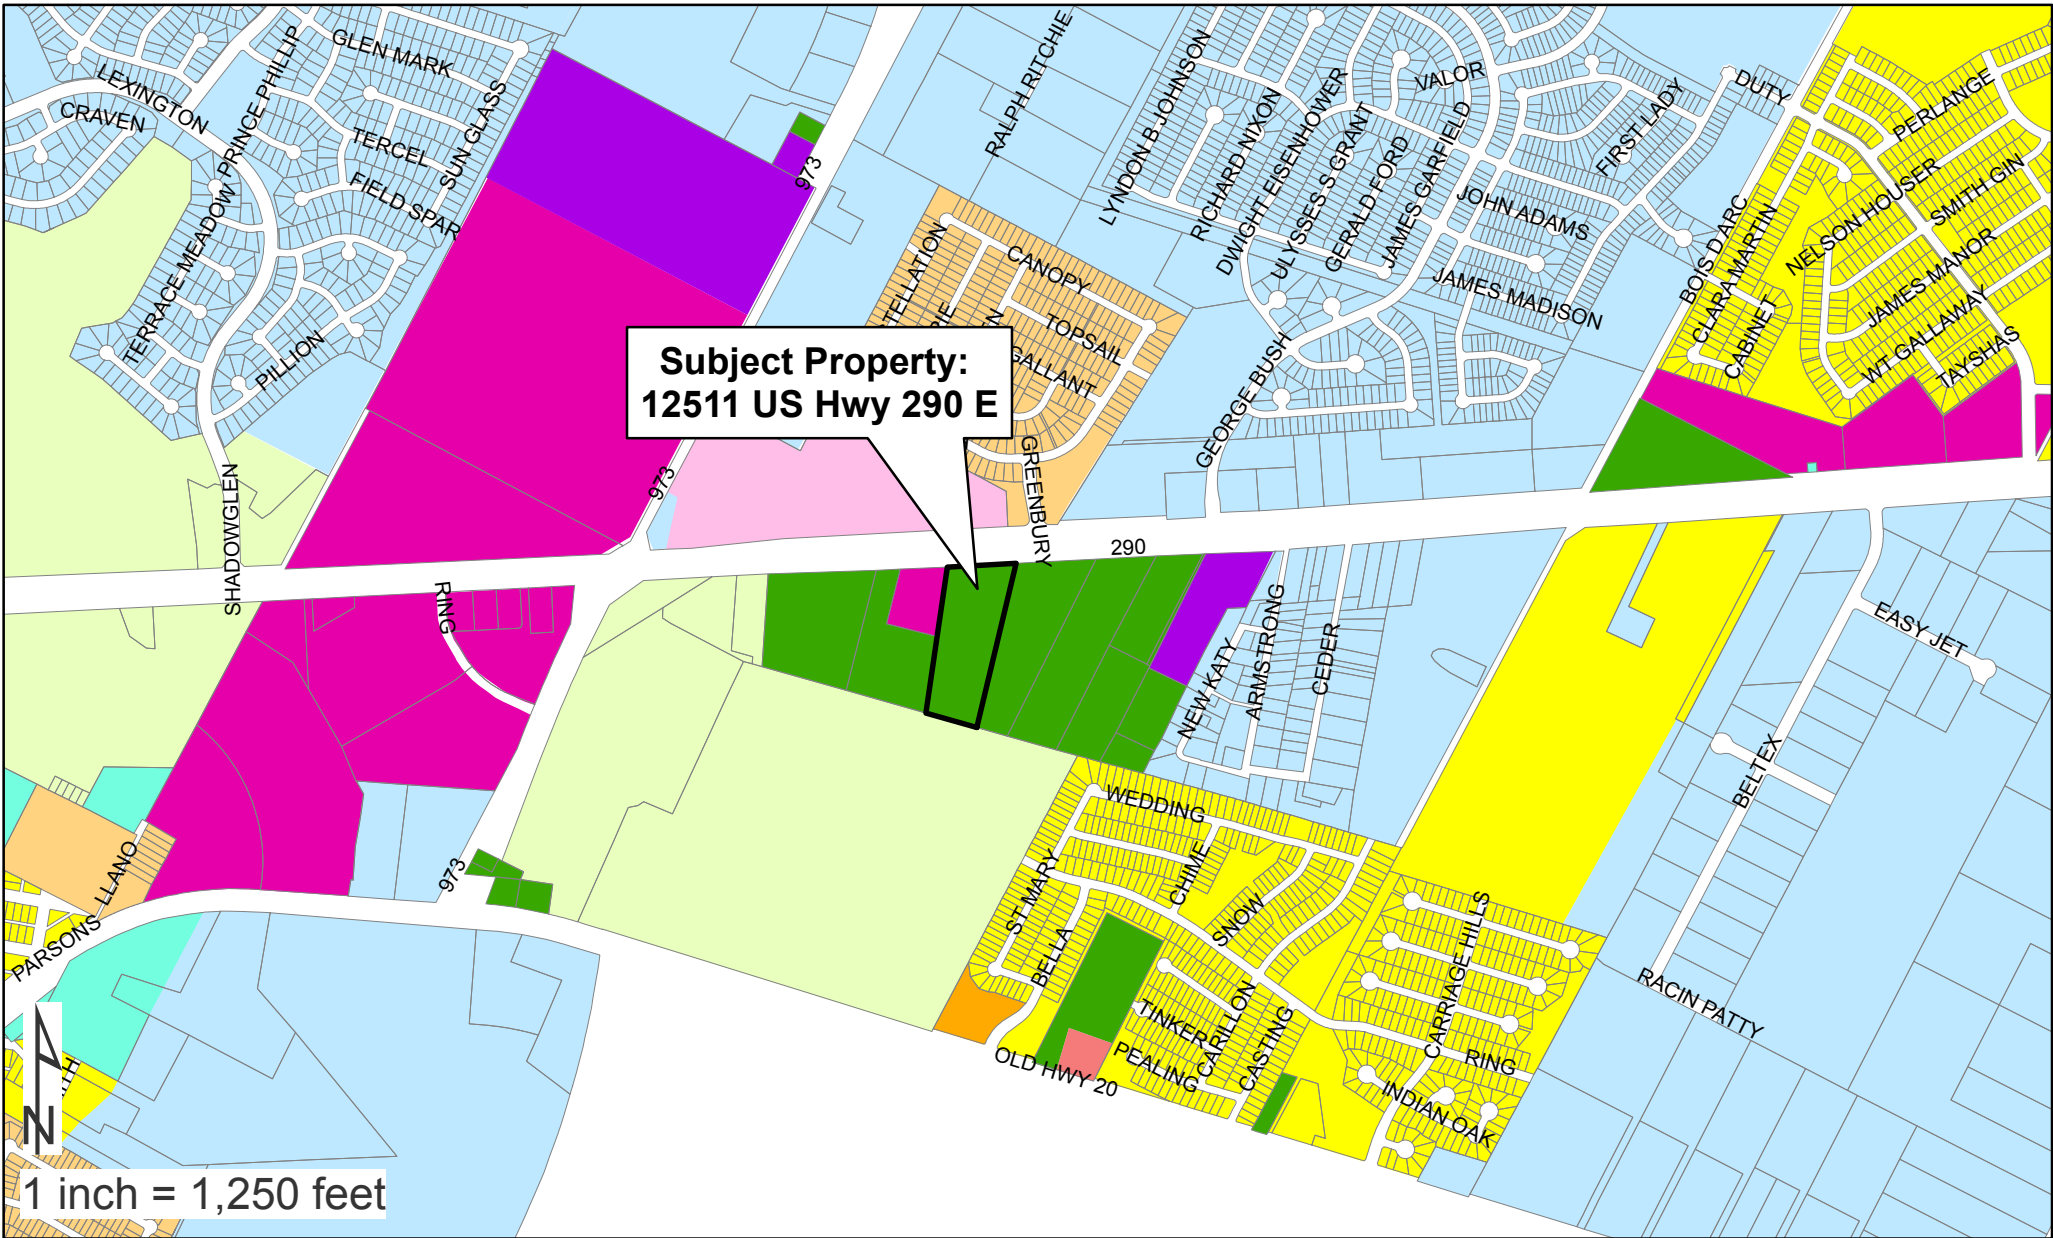 GLEN MARK
LEXINGTON
CRAVEN
PRINCE PHILLIP
TERCEL
SUN GLASS
FIELD SPAR
TERRACE MEADOW
PILLION
SHADOWGLEN
973
RALPH RITCHIE
LYNDON B JOHNSON
RICHARD NIXON
DWIGHT EISENHOWER
ULYSSES S GRANT
GERALD FORD
JAMES GARFIELD
VALOR
FIRST LADY
DUTY
JOHN ADAMS
JAMES MADISON
GEORGE BUSH
PERLANGE
NELSON HOUSER
SMITH GIN
JAMES MANOR
WT GALLAWAY
TAYSHAS
BOIS D'ARC
CLARA MARTIN
CABINET
CANOPY
TOPSAIL
GALLANT
GREENBURY
Subject Property:
12511 US Hwy 290 E
973
290
RING
NEW KATY
ARMSTRONG
CEDER
EASY JET
BELTEX
RACIN PATTY
973
LLANO
PARSONS
WEDDING
CHIME
ST MARY
BELLA
SNOW
TINKER
CARILLON
PEALING
CASTING
CARRIAGE HILLS
RING
INDIAN OAK
OLD HWY 20
N
1 inch = 1,250 feet